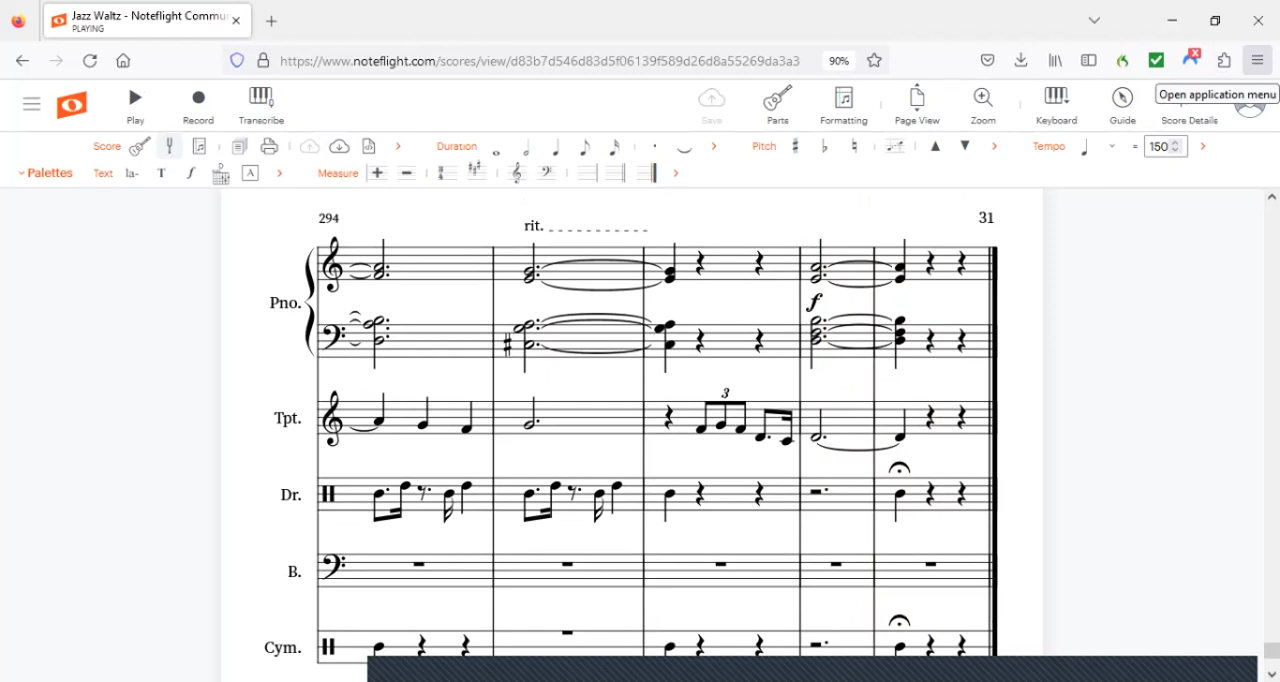 Jazz Waltz - Noteflight Commu
PLAYING
https://www.noteflight.com/scores/view/d83b7d546d83d5f06139f589d26d8a55269da3a3
90%
Open application menu
Play
Record
Transcribe
Save
Parts
Formatting
Page View
Zoom
Keyboard
Guide
Score Details
Score
Duration
Pitch
Tempo
= 150
Palettes
Text
la-
T
f
A
Measure
294
31
rit.
Pno.
f
Tpt.
3
Dr.
B.
Cym.